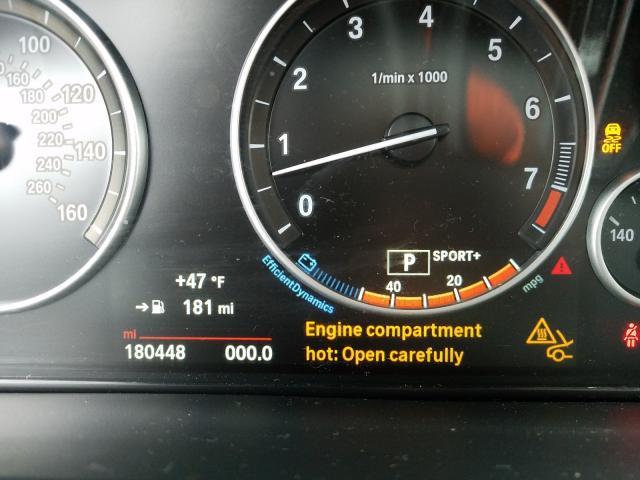 100
160
180
120
200
220
140
240
260
160
1/min x 1000
0
1
2
3
4
5
6
7
OFF
140
P
SPORT+
EfficientDynamics
40
20
mpg
+47 °F
181 mi
mi
180448 000.0
Engine compartment
hot: Open carefully